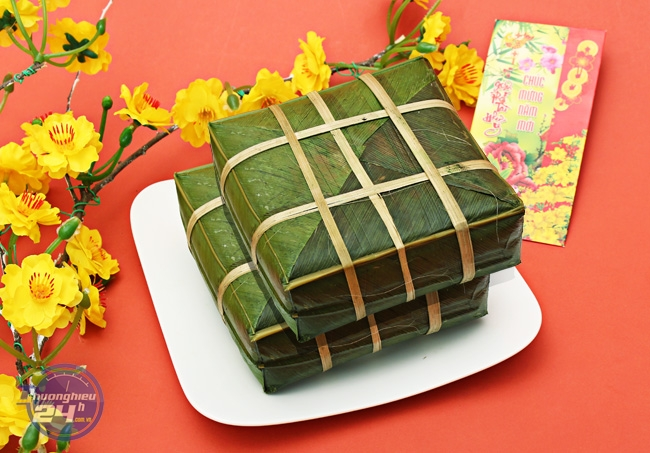 CHÚC
MỪNG
NĂM
MỚI
Thuonghieu
24h
.com.vn